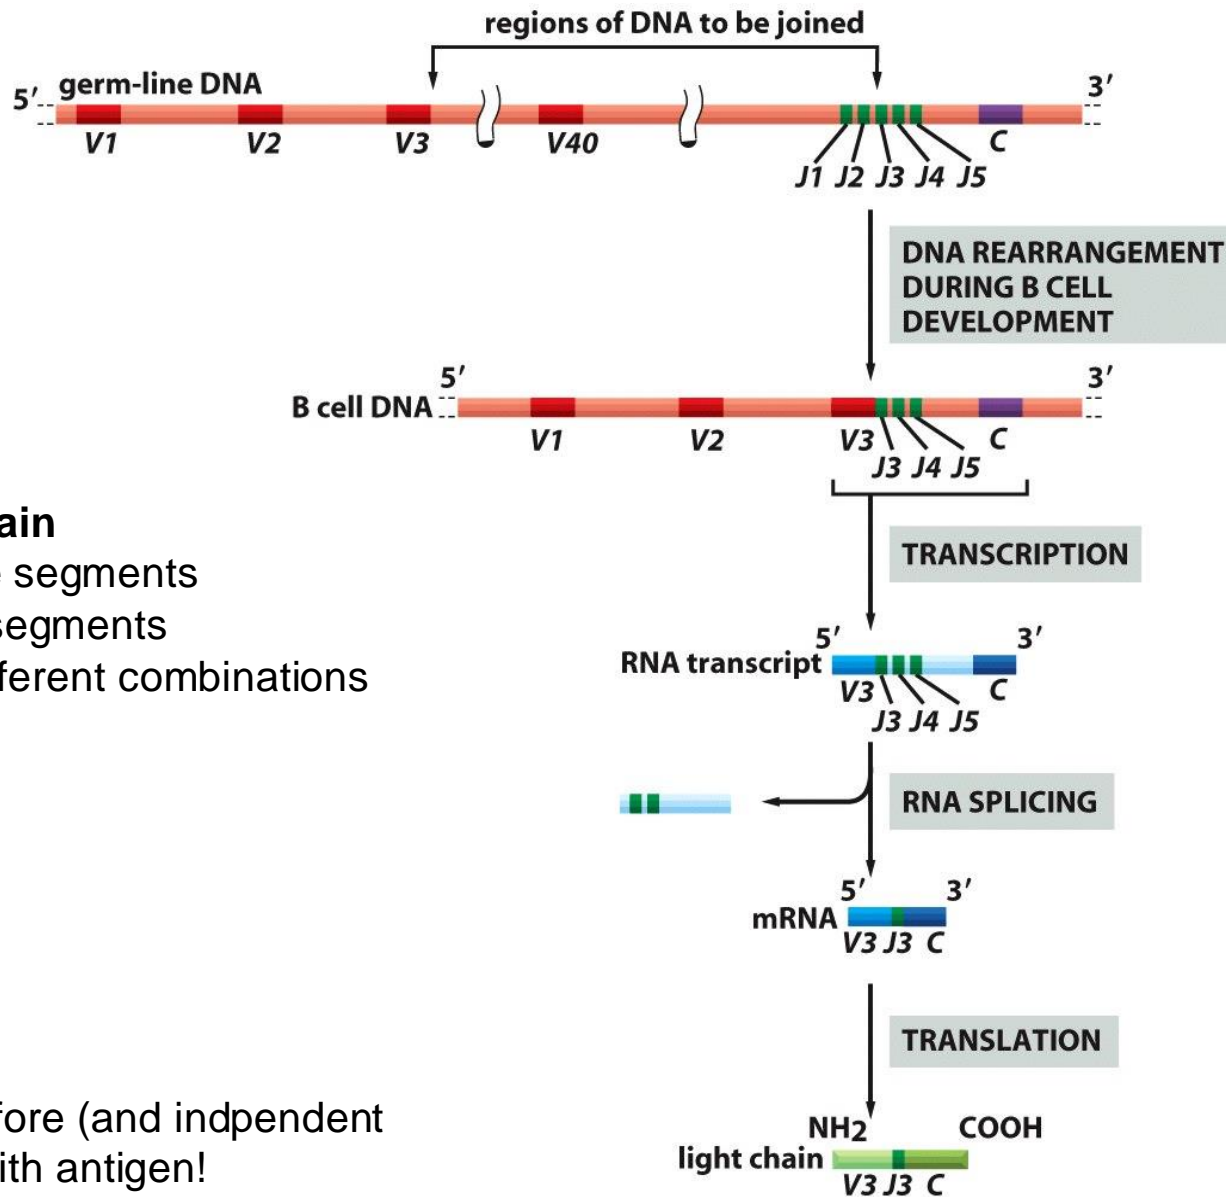 regions of DNA to be joined
germ-line DNA
5′ 3′
V1 V2 V3 V40 C
J1 J2 J3 J4 J5
DNA REARRANGEMENT
DURING B CELL
DEVELOPMENT
5′ 3′
B cell DNA
V1 V2 V3 C
J3 J4 J5
ain
e segments
segments
fferent combinations
TRANSCRIPTION
5′ 3′
RNA transcript
V3 C
J3 J4 J5
RNA SPLICING
5′ 3′
mRNA
V3 J3 C
TRANSLATION
fore (and indpendent
ith antigen!
NH2 COOH
light chain
V3 J3 C